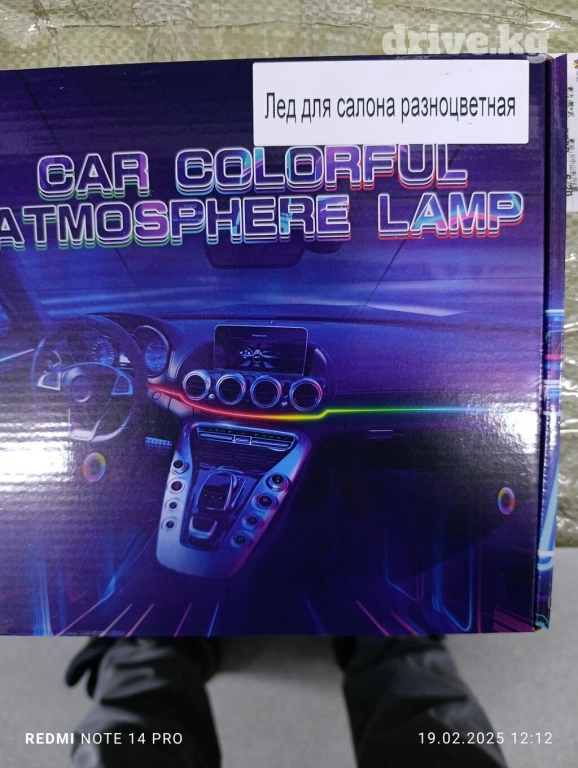 drive.kg
Лед для салона разноцветная
CAR COLORFUL
ATMOSPHERE LAMP
REDMI NOTE 14 PRO
19.02.2025 12:12